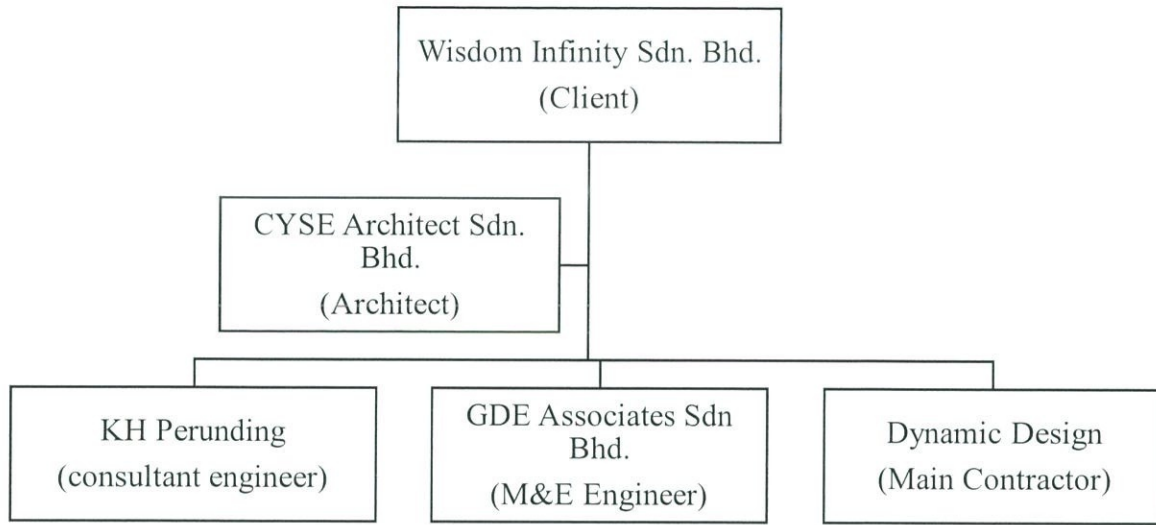 Wisdom Infinity Sdn. Bhd.
(Client)
CYSE Architect Sdn.
Bhd.
(Architect)
KH Perunding
(consultant engineer)
GDE Associates Sdn
Bhd.
(M&E Engineer)
Dynamic Design
(Main Contractor)